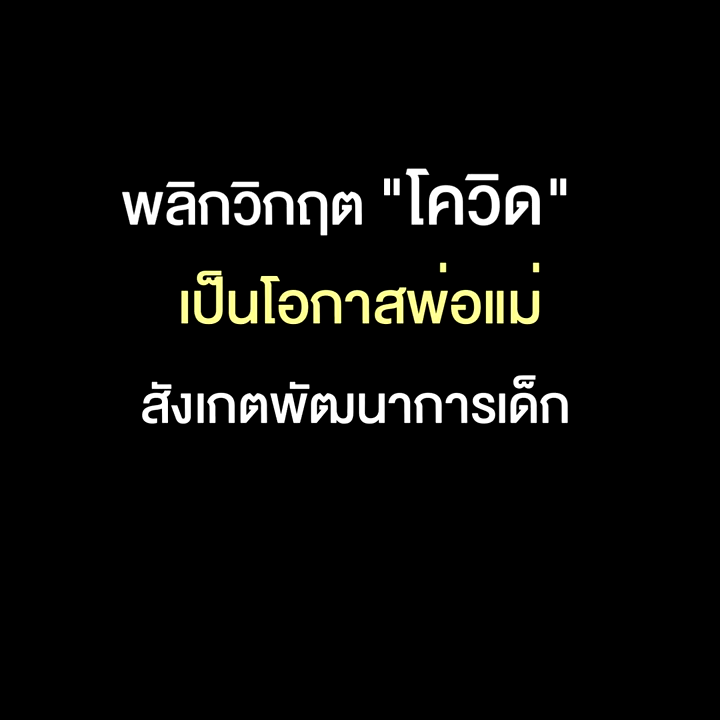 พลิกวิกฤต "โควิด"
เป็นโอกาสพ่อแม่
สังเกตพัฒนาการเด็ก